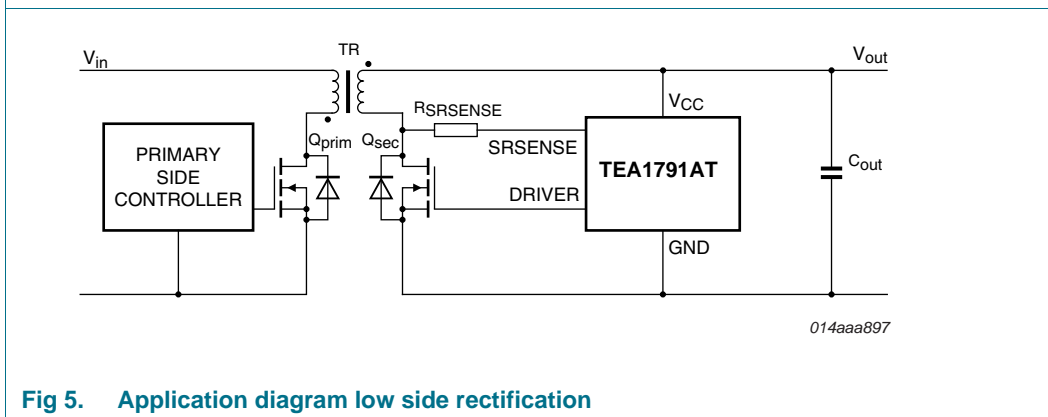 TR
Vin
Vout
RSRSENSE
VCC
Qprim
Qsec
SRSENSE
PRIMARY
SIDE
CONTROLLER
TEA1791AT
Cout
DRIVER
GND
014aaa897
Fig 5. Application diagram low side rectification